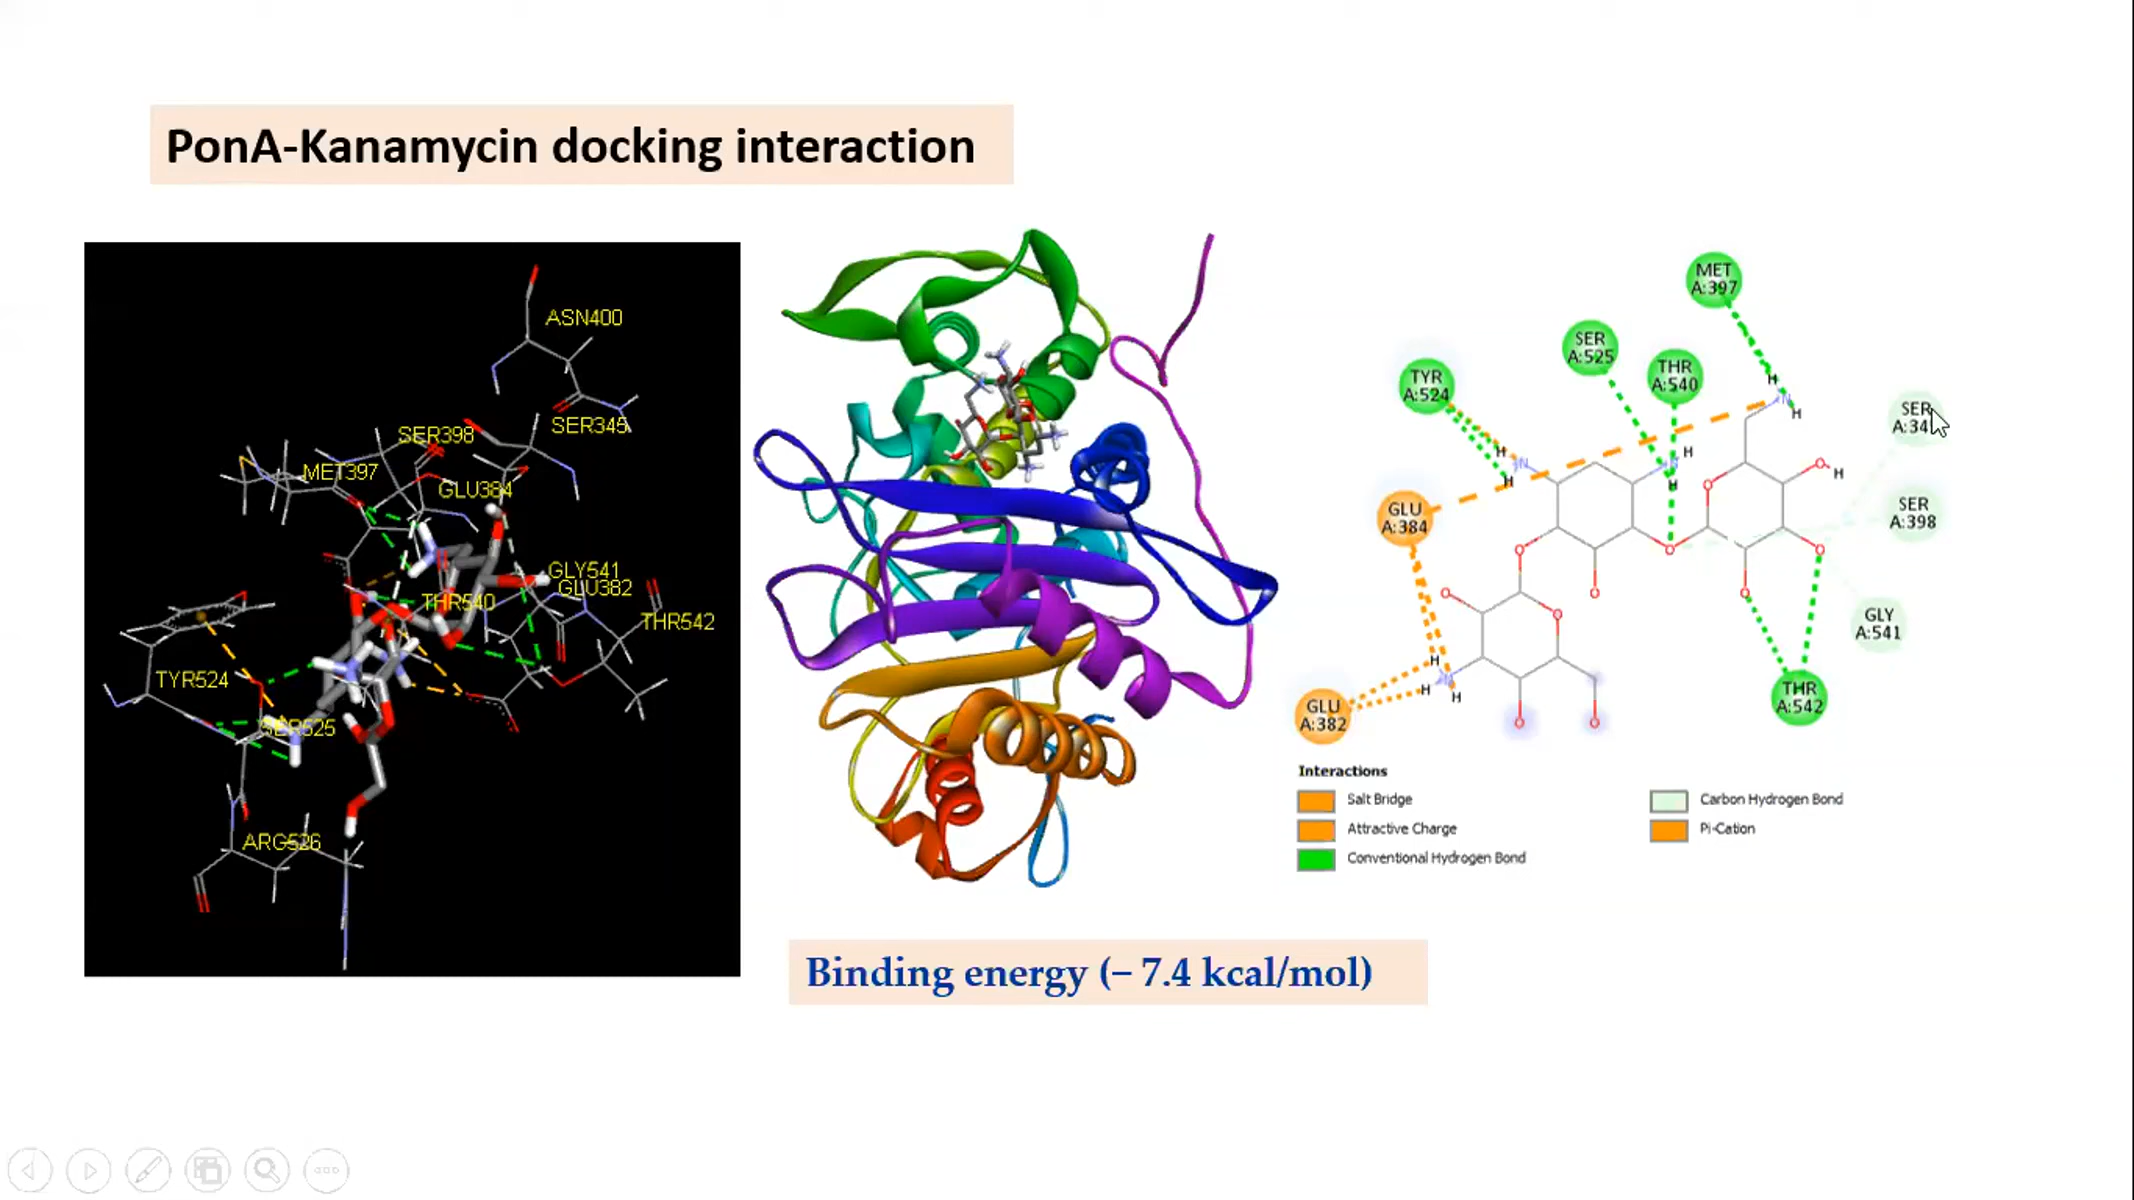 PonA-Kanamycin docking interaction
ASN400
SER345
SER398
MET397
GLU384
GLY541
GLU382
THR540
THR542
TYR524
SER525
ARG526
MET
A:397
SER
A:525
THR
A:540
TYR
A:524
SER
A:34
GLU
A:384
SER
A:398
GLY
A:541
THR
A:542
GLU
A:382
H
H
H
H
H
H
H
H
H
H
N
N
N
N
O
O
O
O
O
O
O
O
O
O
O
Interactions
Salt Bridge
Attractive Charge
Conventional Hydrogen Bond
Carbon Hydrogen Bond
Pi-Cation
Binding energy (– 7.4 kcal/mol)